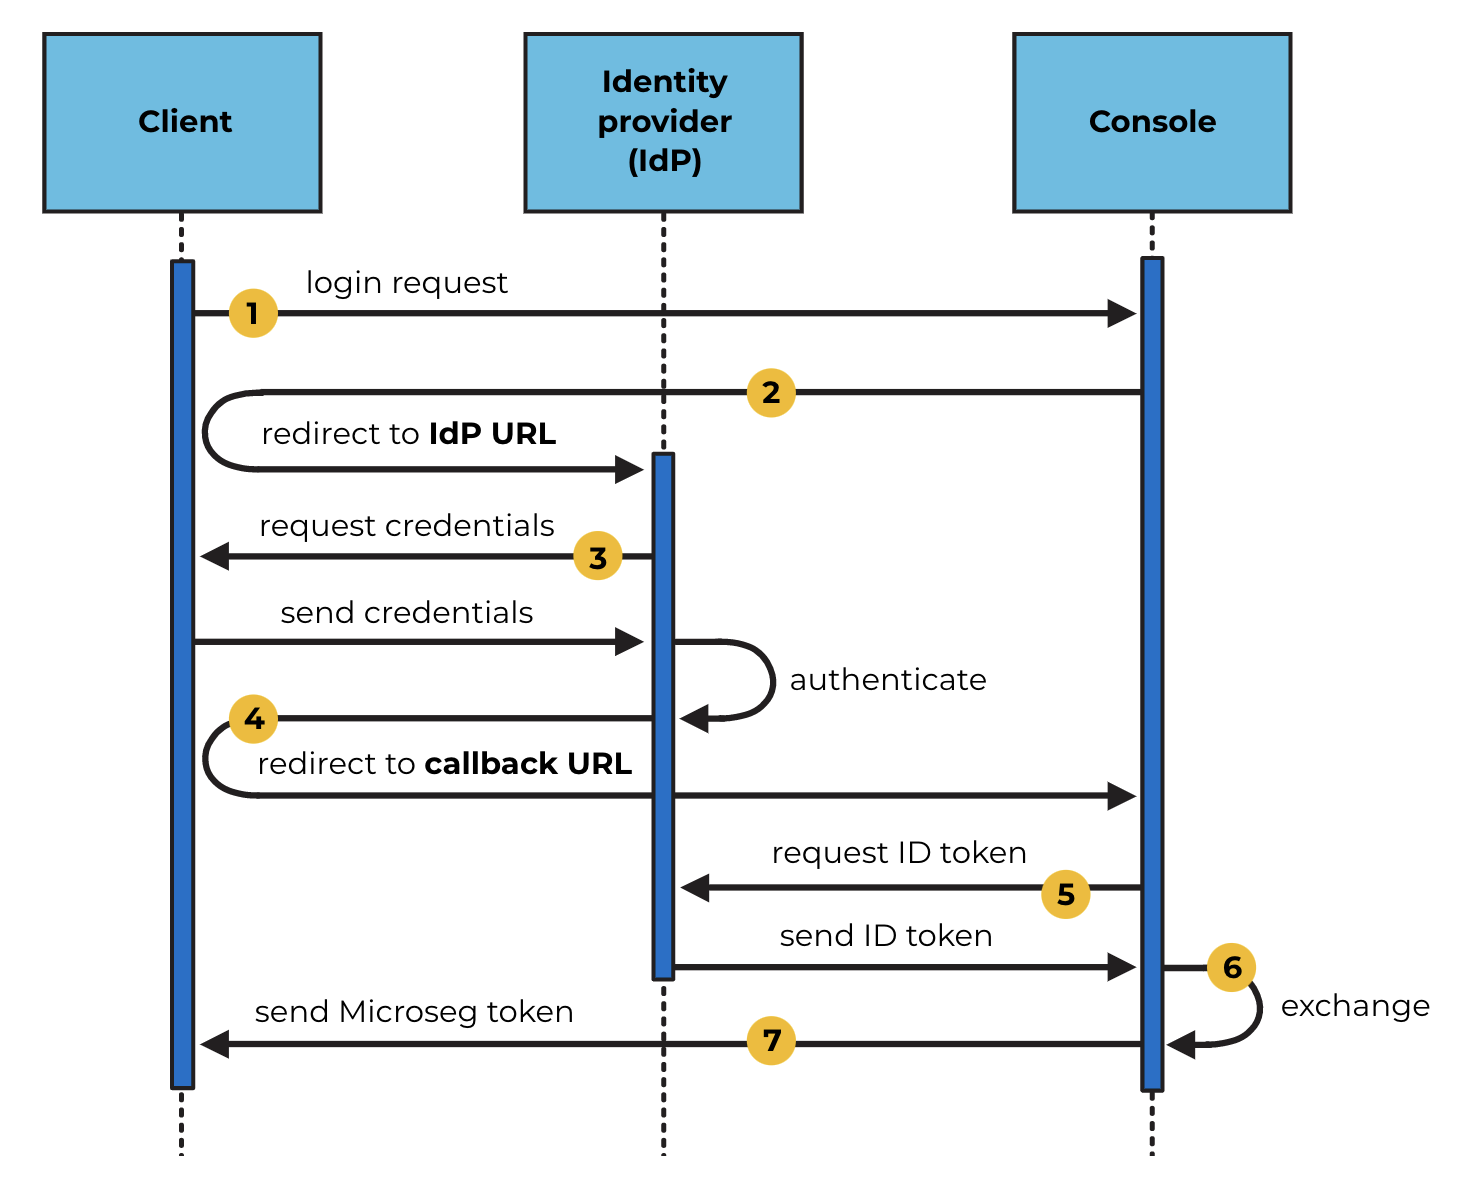 Client
Identity
provider
(IdP)
Console
login request
1
2
redirect to IdP URL
request credentials
3
send credentials
authenticate
4
redirect to callback URL
request ID token
5
send ID token
6
exchange
send Microseg token
7